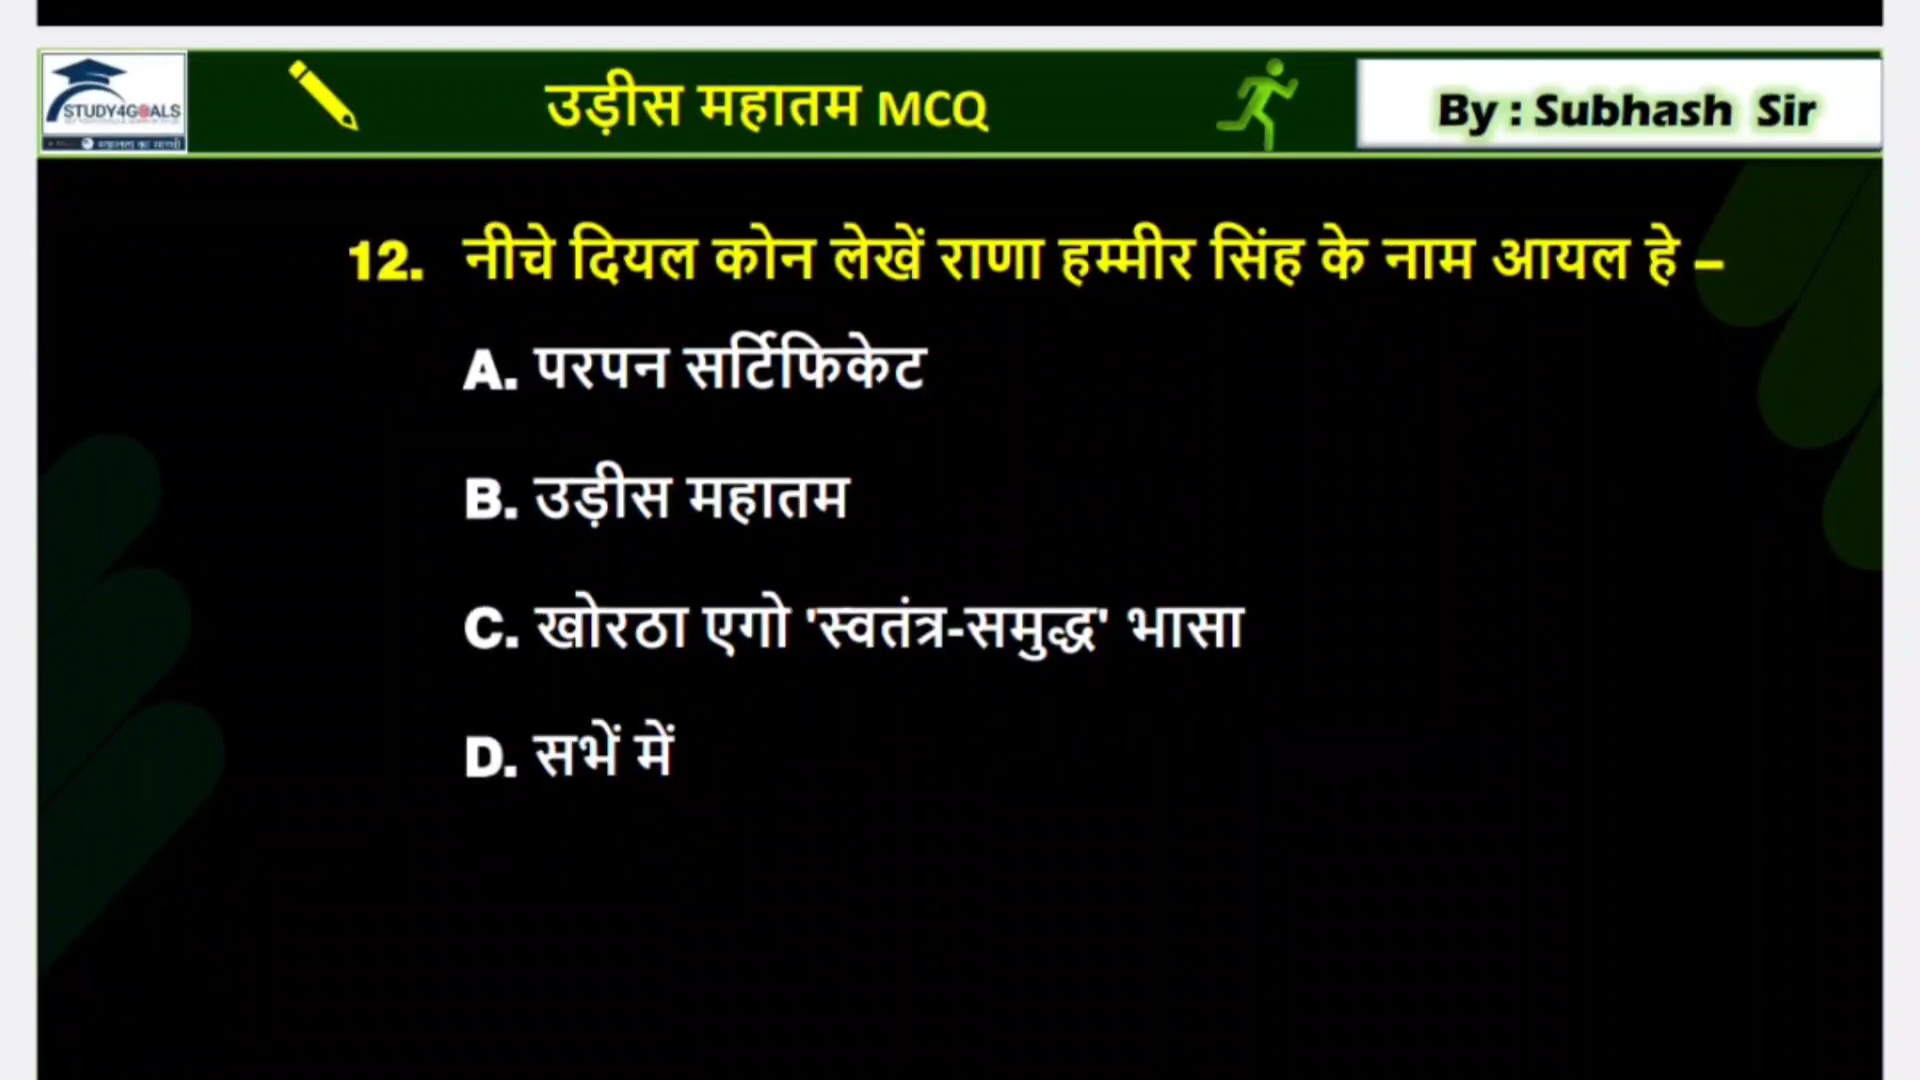 STUDY4GOALS
उड़ीस महातम MCQ
By : Subhash Sir
12. नीचे दियल कोन लेखें राणा हम्मीर सिंह के नाम आयल हे –
A. परपन सर्टिफिकेट
B. उड़ीस महातम
C. खोरठा एगो 'स्वतंत्र-समुद्ध' भासा
D. सभें में